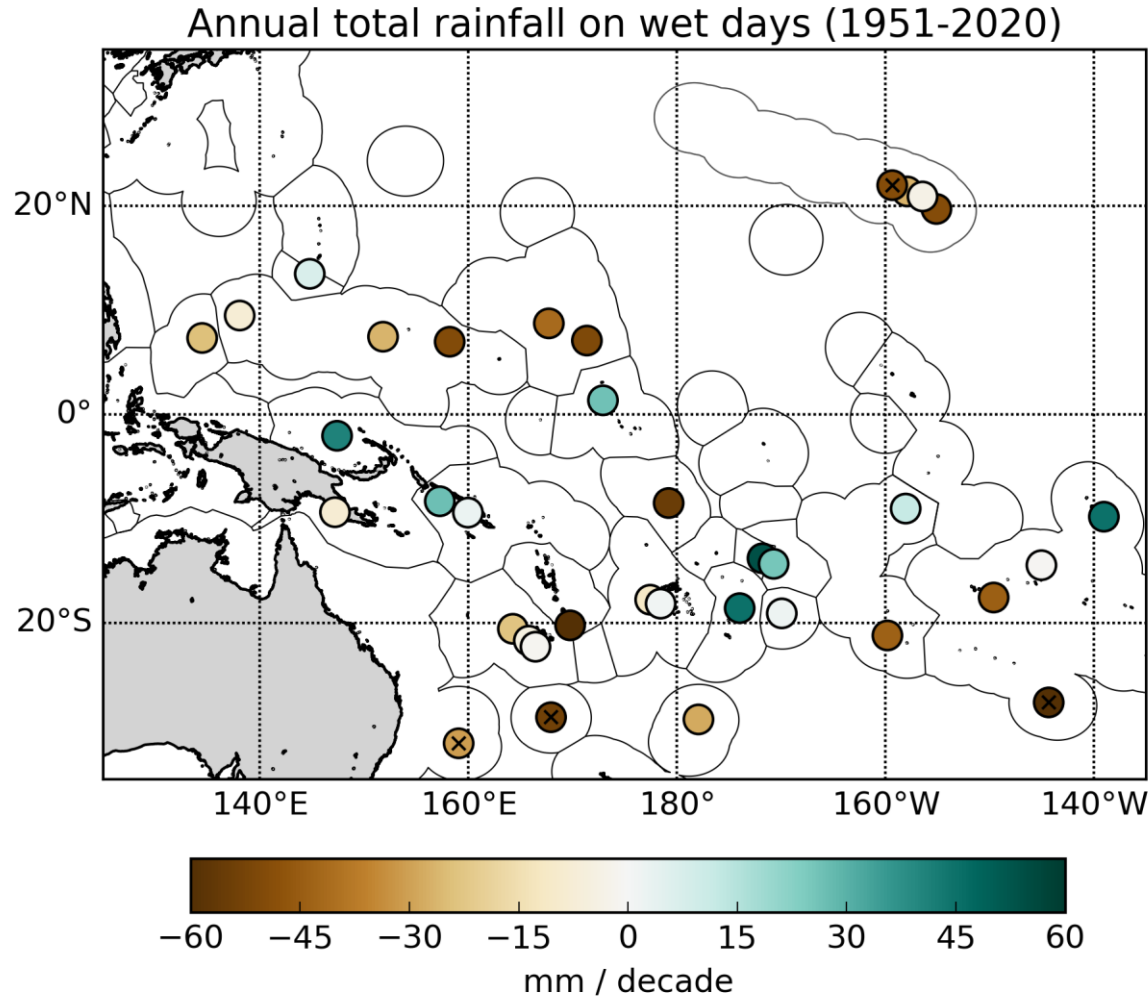 Annual total rainfall on wet days (1951-2020)
20°N
0°
20°S
140°E 160°E 180° 160°W 140°W
−60 −45 −30 −15 0 15 30 45 60
mm / decade